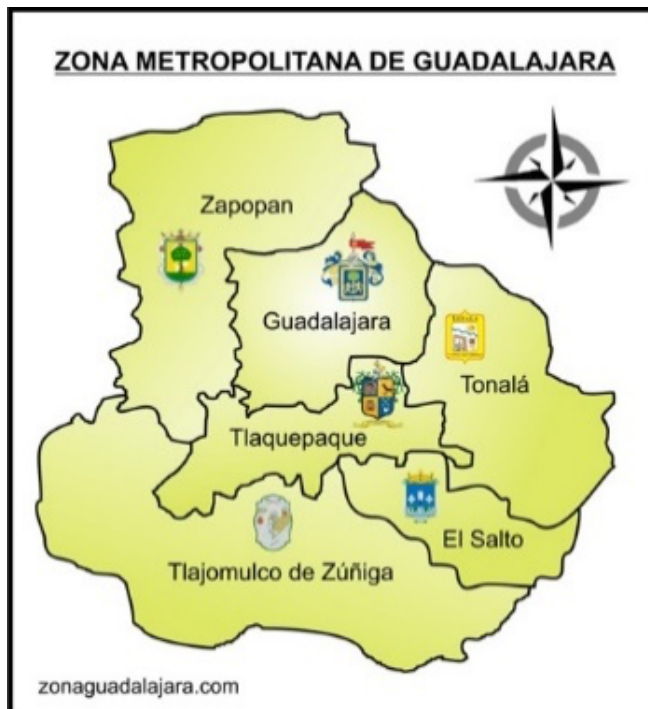 ZONA METROPOLITANA DE GUADALAJARA
Zapopan
Guadalajara
Tonalá
Tlaquepaque
El Salto
Tlajomulco de Zúñiga
zonaguadalajara.com